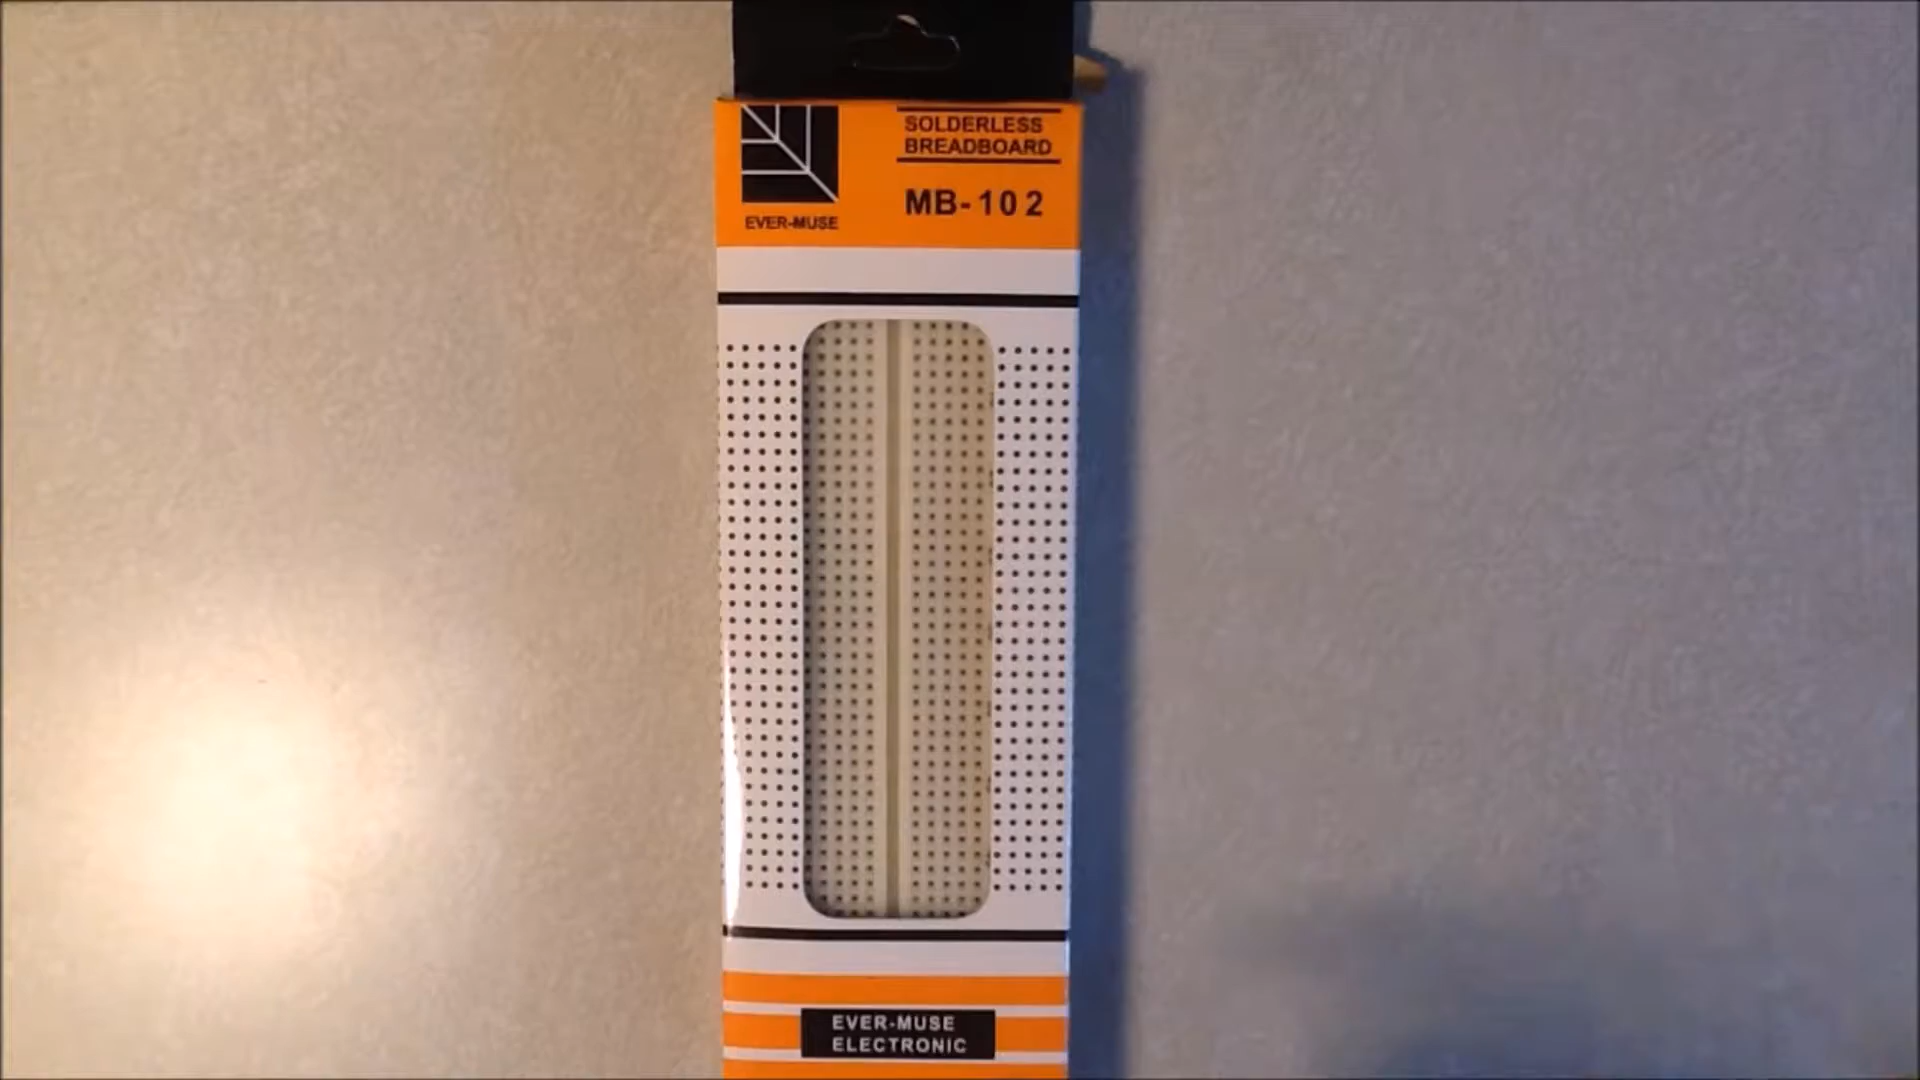 SOLDERLESS
BREADBOARD
MB-102
EVER-MUSE
EVER-MUSE
ELECTRONIC